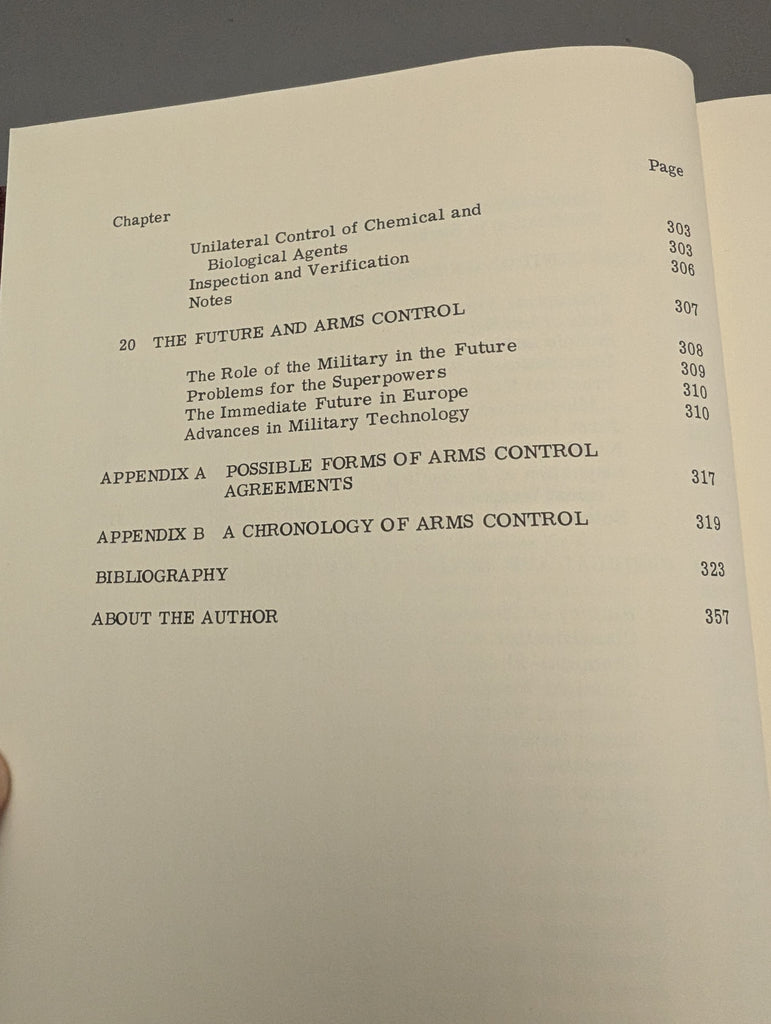 Chapter Page
Unilateral Control of Chemical and
Biological Agents 303
Inspection and Verification 303
Notes 306
20 THE FUTURE AND ARMS CONTROL 307
The Role of the Military in the Future 308
Problems for the Superpowers 309
The Immediate Future in Europe 310
Advances in Military Technology 310
APPENDIX A POSSIBLE FORMS OF ARMS CONTROL
AGREEMENTS 317
APPENDIX B A CHRONOLOGY OF ARMS CONTROL 319
BIBLIOGRAPHY 323
ABOUT THE AUTHOR 357